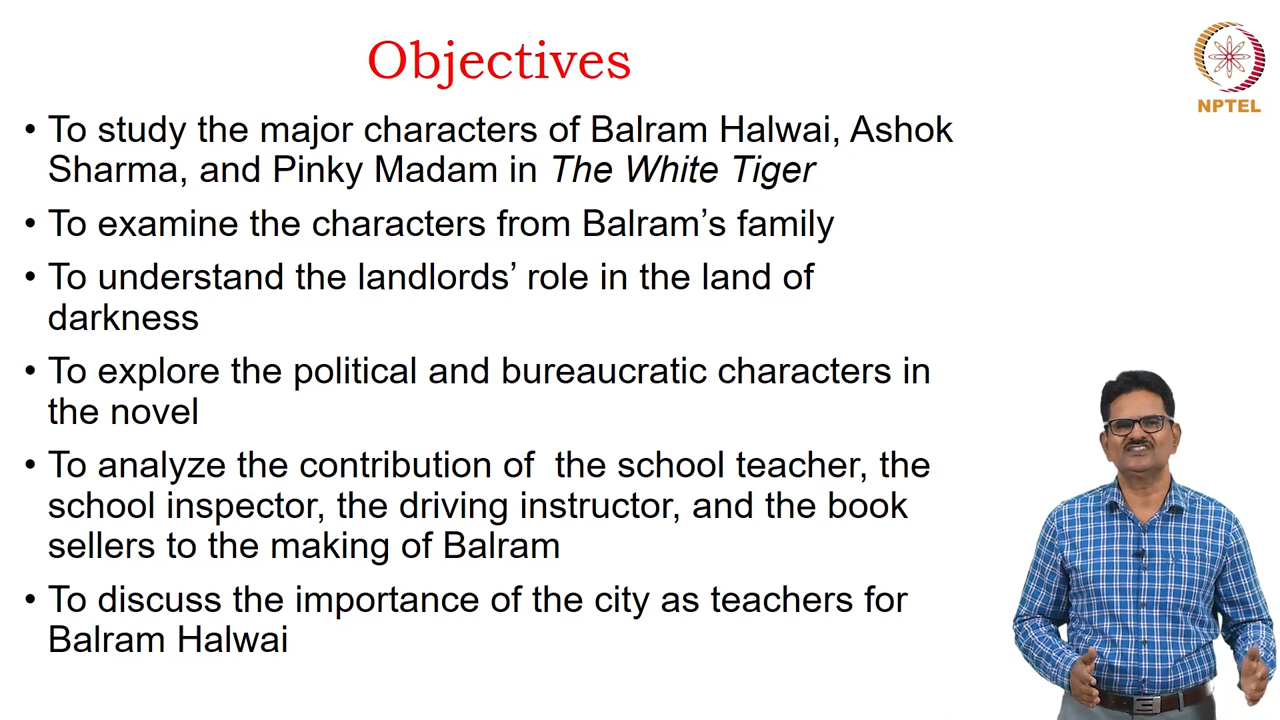 Objectives
NPTEL
• To study the major characters of Balram Halwai, Ashok
Sharma, and Pinky Madam in The White Tiger
• To examine the characters from Balram’s family
• To understand the landlords’ role in the land of
darkness
• To explore the political and bureaucratic characters in
the novel
• To analyze the contribution of  the school teacher, the
school inspector, the driving instructor, and the book
sellers to the making of Balram
• To discuss the importance of the city as teachers for
Balram Halwai